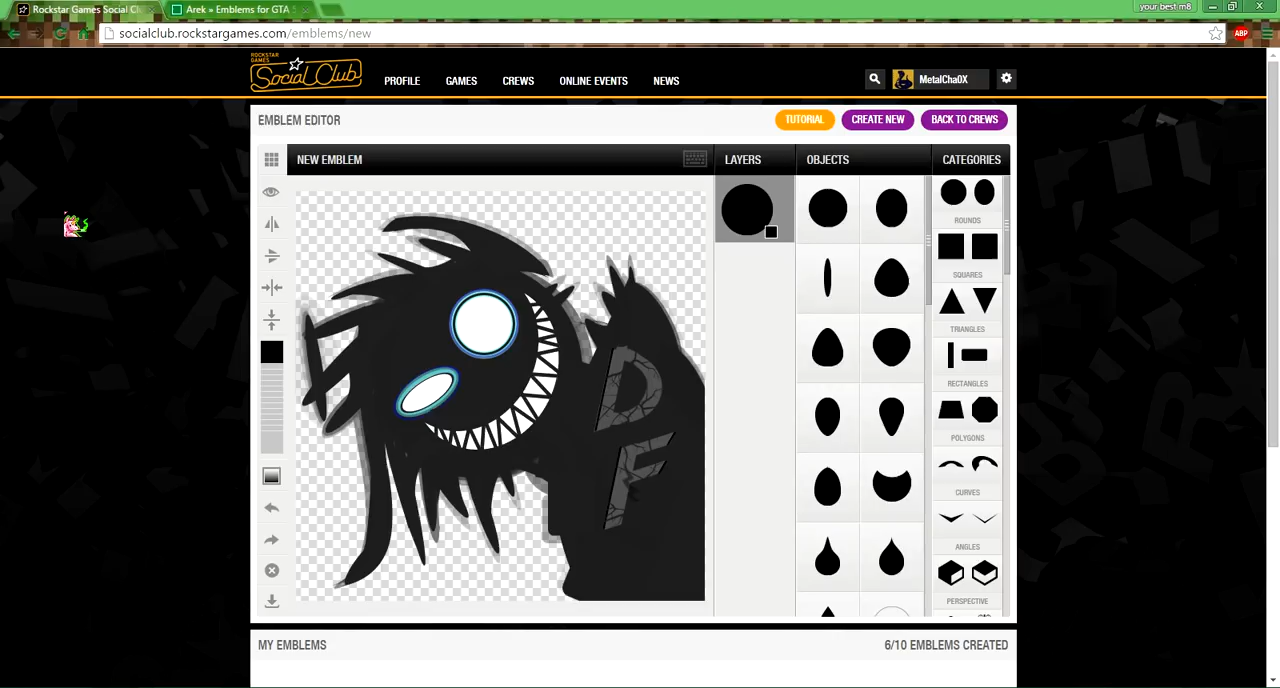 Rockstar Games Social Cl
Arek » Emblems for GTA
your best m8
socialclub.rockstargames.com/emblems/new
ABP
ROCKSTAR GAMES
Social Club
PROFILE GAMES CREWS ONLINE EVENTS NEWS
MetalCha0X
EMBLEM EDITOR
TUTORIAL CREATE NEW BACK TO CREWS
NEW EMBLEM
LAYERS
OBJECTS
CATEGORIES
ROUNDS
SQUARES
TRIANGLES
RECTANGLES
POLYGONS
CURVES
ANGLES
PERSPECTIVE
D
F
MY EMBLEMS
6/10 EMBLEMS CREATED